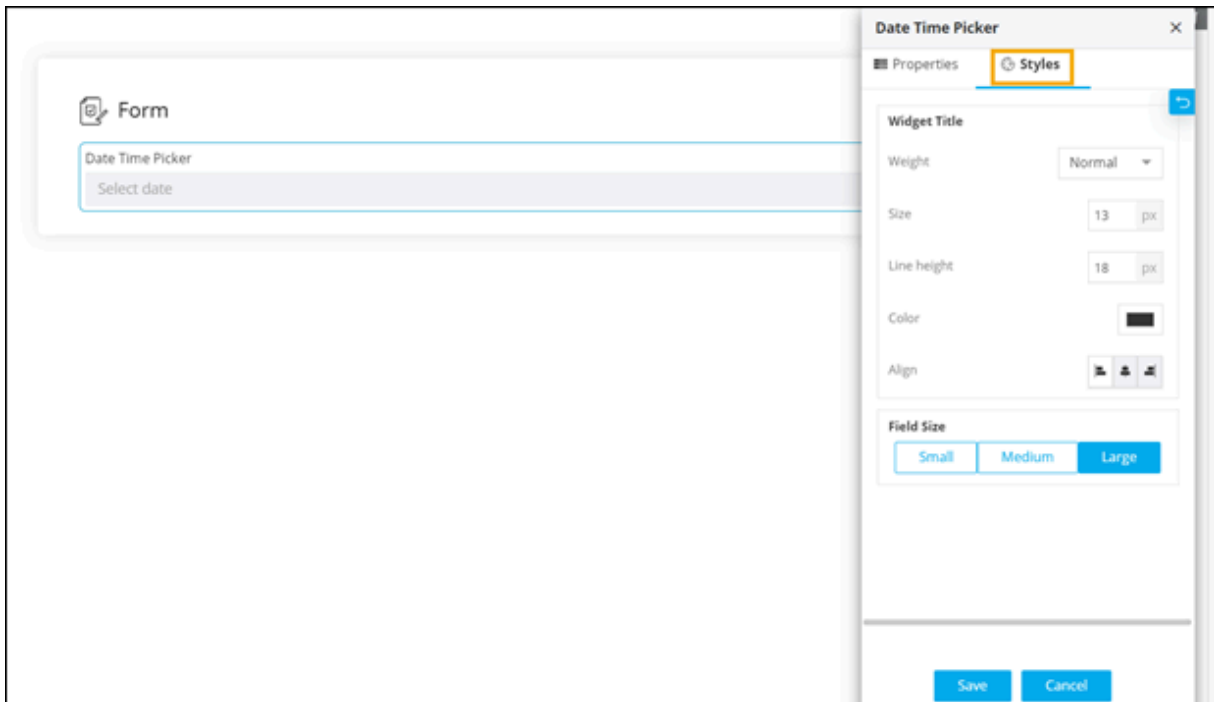 Date Time Picker
Properties Styles
Form
Date Time Picker
Select date
Widget Title
Weight Normal
Size 13 px
Line height 18 px
Color
Align
Field Size
Small Medium Large
Save Cancel